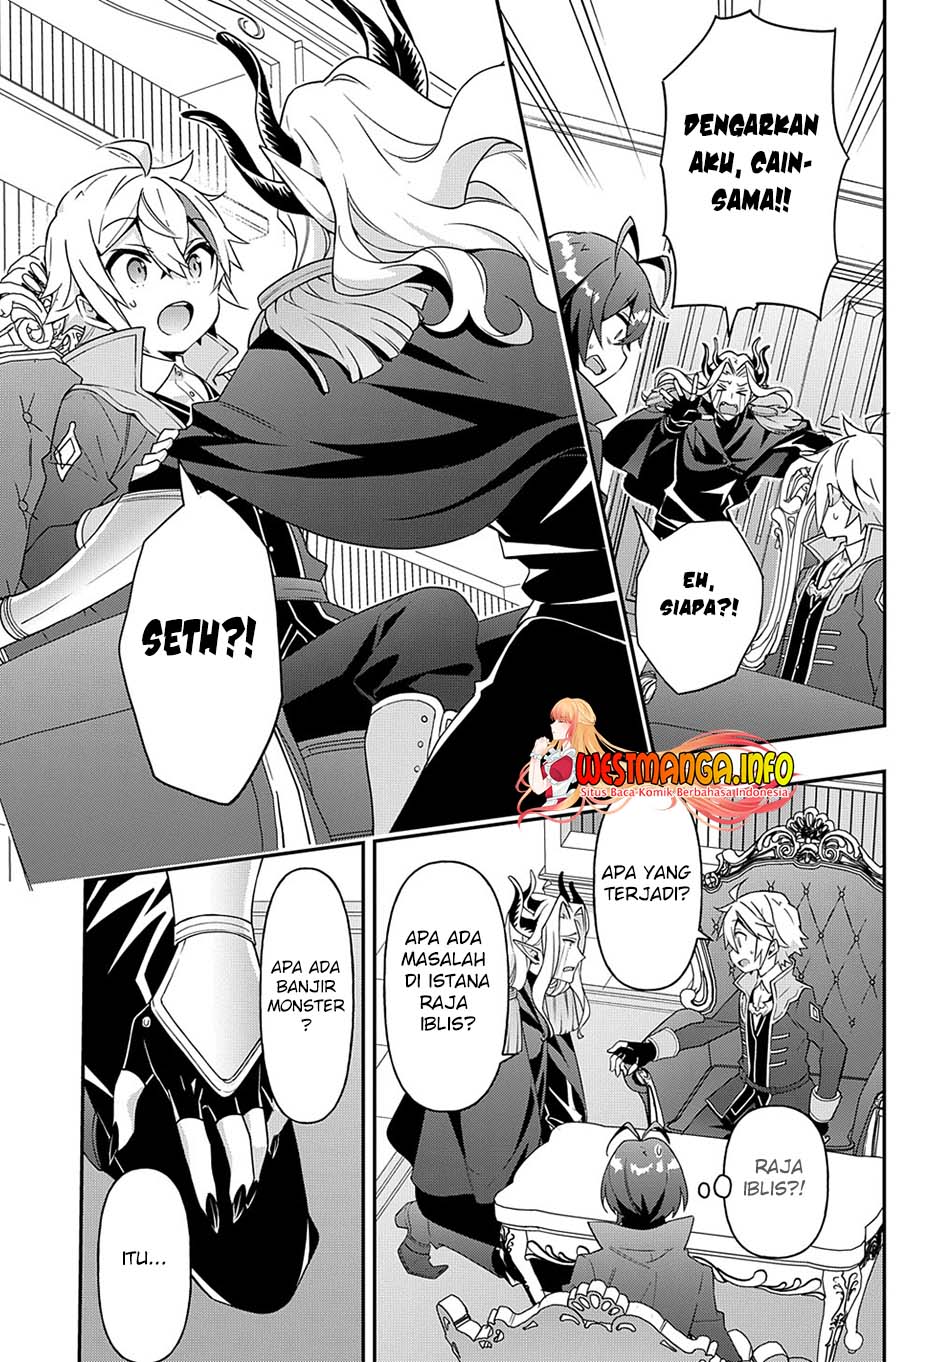 DENGARKAN
AKU, CAIN-
SAMA!!
EH,
SIAPA?!
SETH?!
WESTMANGA.INFO
Situs Baca Komik Berbahasa Indonesia
APA YANG
TERJADI?
RAJA
IBLIS?!
APA ADA
MASALAH
DI ISTANA
RAJA
IBLIS?
APA ADA
BANJIR
MONSTER
?
ITU...